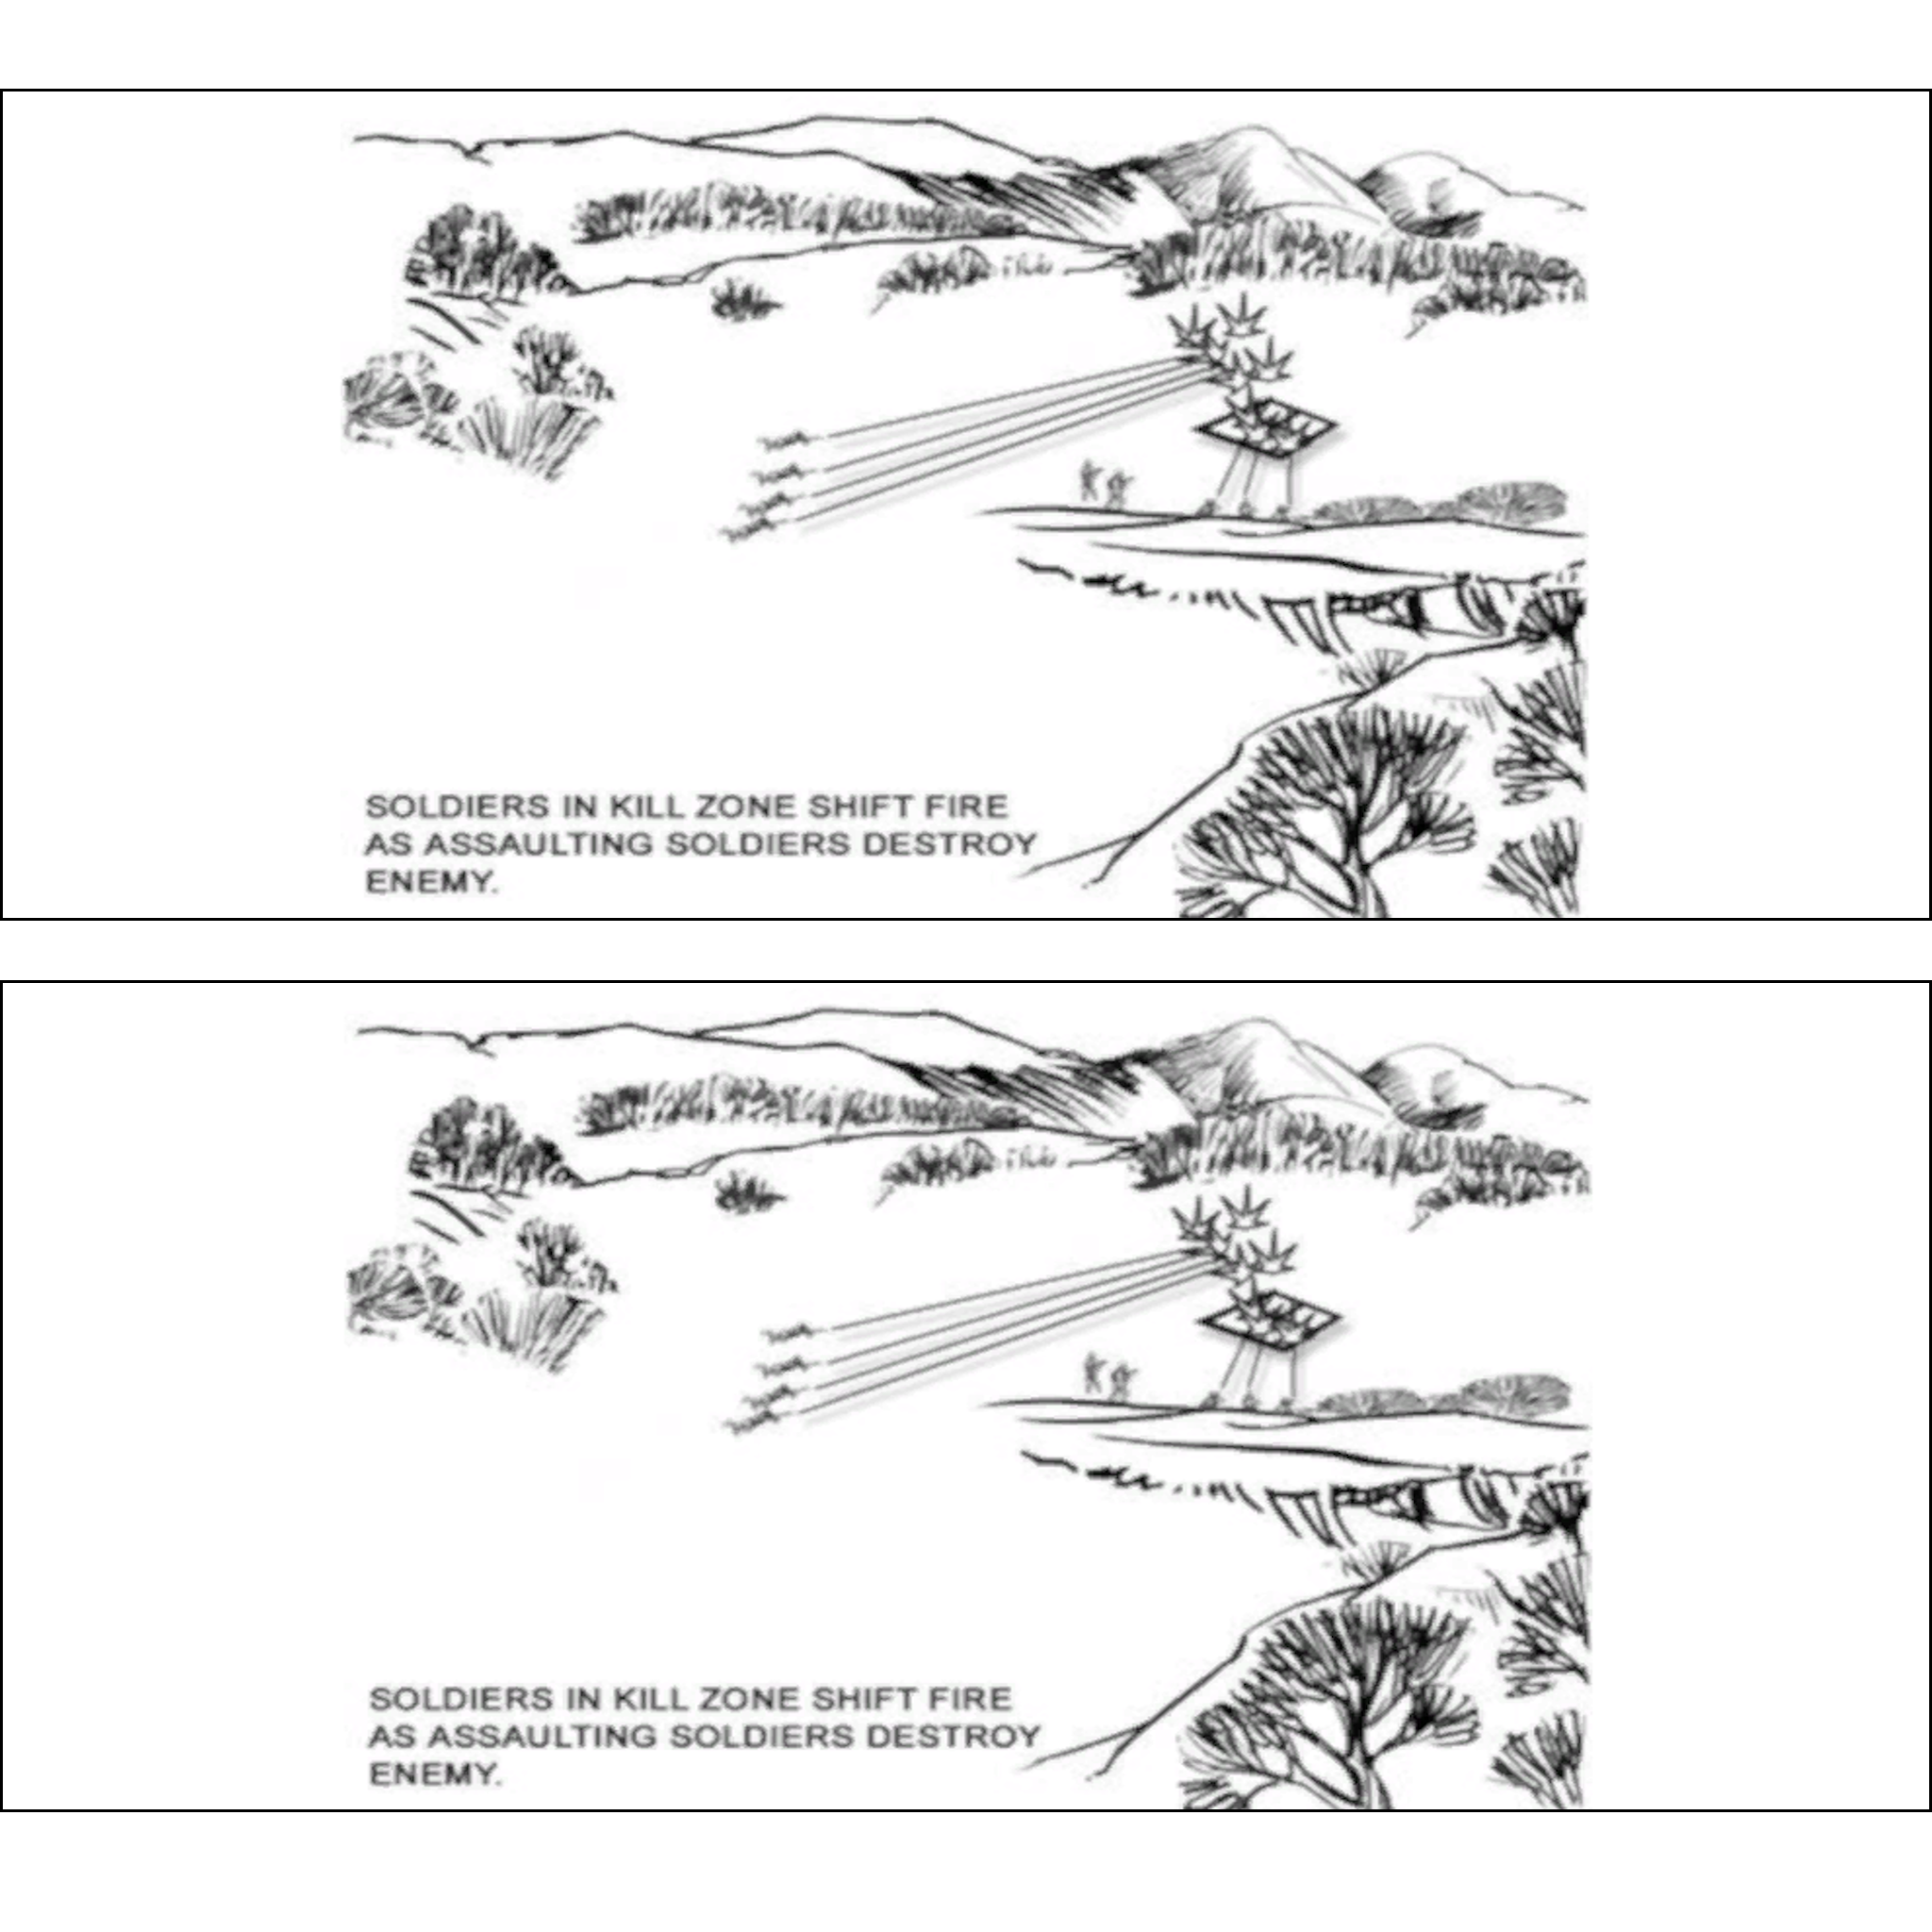 SOLDIERS IN KILL ZONE SHIFT FIRE
AS ASSAULTING SOLDIERS DESTROY
ENEMY.
SOLDIERS IN KILL ZONE SHIFT FIRE
AS ASSAULTING SOLDIERS DESTROY
ENEMY.